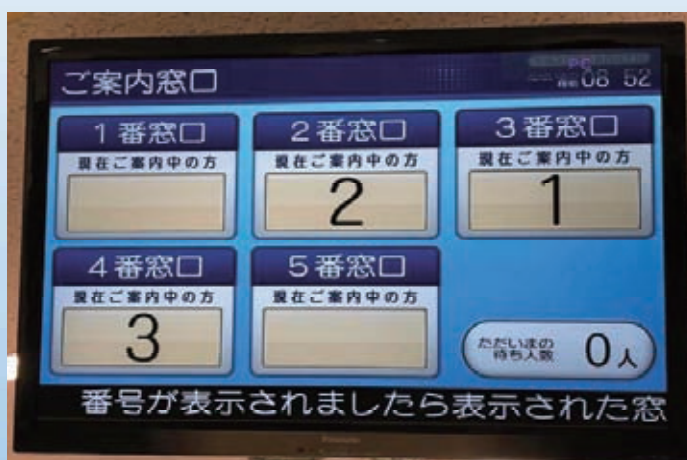 ご案内窓口
PC
08 52
1番窓口
現在ご案内中の方
2番窓口
現在ご案内中の方
2
3番窓口
現在ご案内中の方
1
4番窓口
現在ご案内中の方
3
5番窓口
現在ご案内中の方
ただいまの
待ち人数
0人
番号が表示されましたら表示された窓
Panasonic